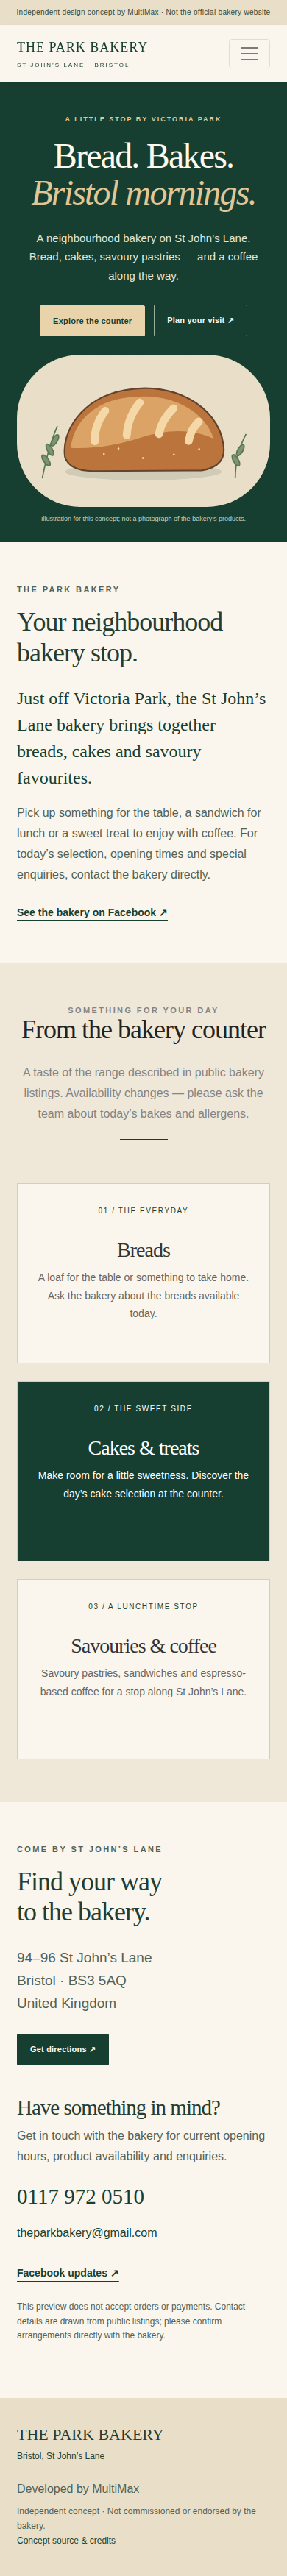 Independent design concept by MultiMax · Not the official bakery website
THE PARK BAKERY
ST JOHN'S LANE · BRISTOL
A LITTLE STOP BY VICTORIA PARK
Bread. Bakes.
Bristol mornings.
A neighbourhood bakery on St John's Lane.
Bread, cakes, savoury pastries — and a coffee
along the way.
Explore the counter
Plan your visit ↗
Illustration for this concept; not a photograph of the bakery's products.
THE PARK BAKERY
Your neighbourhood
bakery stop.
Just off Victoria Park, the St John's
Lane bakery brings together
breads, cakes and savoury
favourites.
Pick up something for the table, a sandwich for
lunch or a sweet treat to enjoy with coffee. For
today's selection, opening times and special
enquiries, contact the bakery directly.
See the bakery on Facebook ↗
SOMETHING FOR YOUR DAY
From the bakery counter
A taste of the range described in public bakery
listings. Availability changes — please ask the
team about today's bakes and allergens.
01 / THE EVERYDAY
Breads
A loaf for the table or something to take home.
Ask the bakery about the breads available
today.
02 / THE SWEET SIDE
Cakes & treats
Make room for a little sweetness. Discover the
day's cake selection at the counter.
03 / A LUNCHTIME STOP
Savouries & coffee
Savoury pastries, sandwiches and espresso-
based coffee for a stop along St John's Lane.
COME BY ST JOHN'S LANE
Find your way
to the bakery.
94–96 St John's Lane
Bristol · BS3 5AQ
United Kingdom
Get directions ↗
Have something in mind?
Get in touch with the bakery for current opening
hours, product availability and enquiries.
0117 972 0510
theparkbakery@gmail.com
Facebook updates ↗
This preview does not accept orders or payments. Contact
details are drawn from public listings; please confirm
arrangements directly with the bakery.
THE PARK BAKERY
Bristol, St John's Lane
Developed by MultiMax
Independent concept · Not commissioned or endorsed by the
bakery.
Concept source & credits